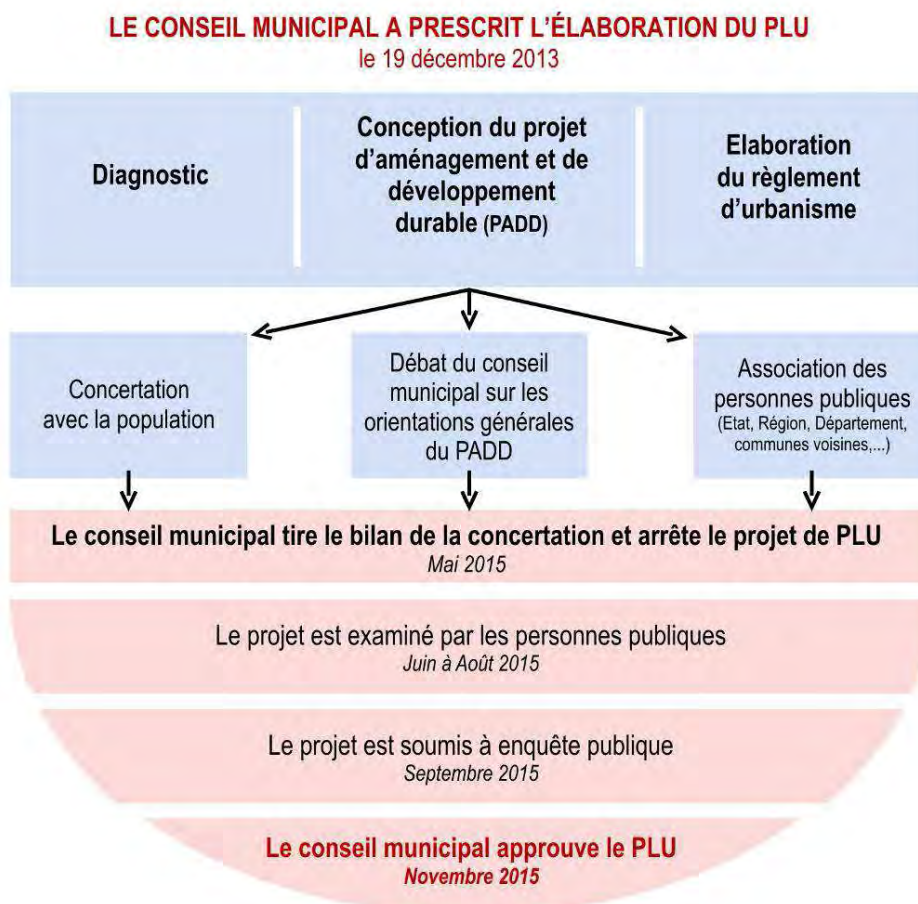 LE CONSEIL MUNICIPAL A PRESCRIT L'ÉLABORATION DU PLU
le 19 décembre 2013
Diagnostic
Conception du projet
d'aménagement et de
développement
durable (PADD)
Elaboration
du règlement
d'urbanisme
Concertation
avec la population
Débat du conseil
municipal sur les
orientations générales
du PADD
Association des
personnes publiques
(Etat, Région, Département,
communes voisines,...)
Le conseil municipal tire le bilan de la concertation et arrête le projet de PLU
Mai 2015
Le projet est examiné par les personnes publiques
Juin à Août 2015
Le projet est soumis à enquête publique
Septembre 2015
Le conseil municipal approuve le PLU
Novembre 2015